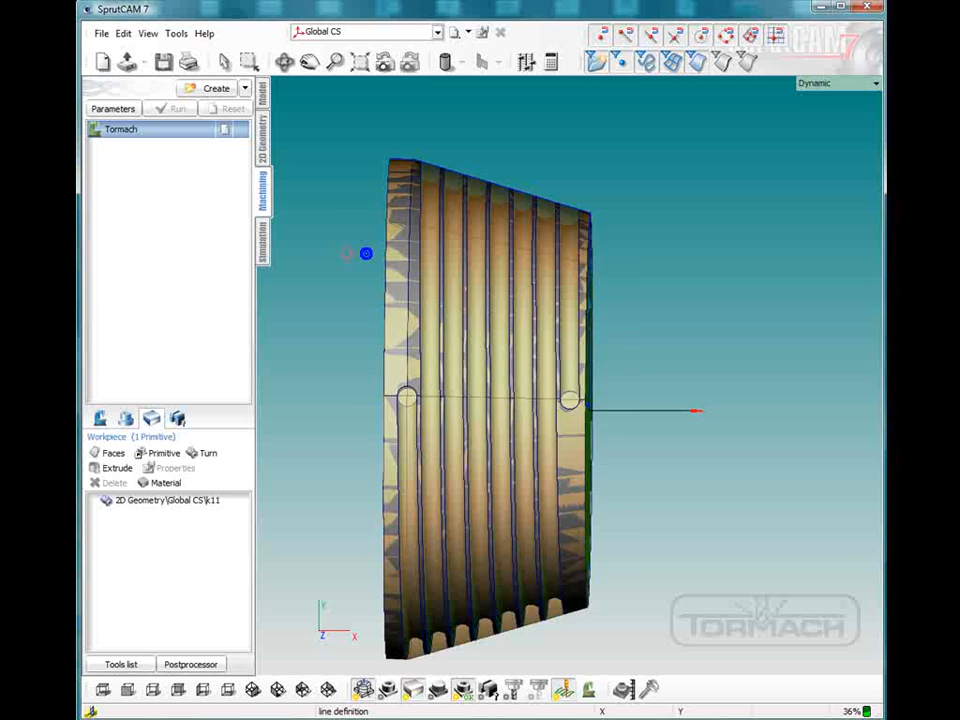 SprutCAM 7
File Edit View Tools Help
Global CS
Create
Parameters Run Reset
Tormach
Model
2D Geometry
Machining
Simulation
Dynamic
Workpiece (1 Primitive)
Faces Primitive Turn
Extrude Properties
Delete Material
2D Geometry\Global CS\k11
Tools list Postprocessor
Y
Z X
TORMACH
line definition X Y 36%